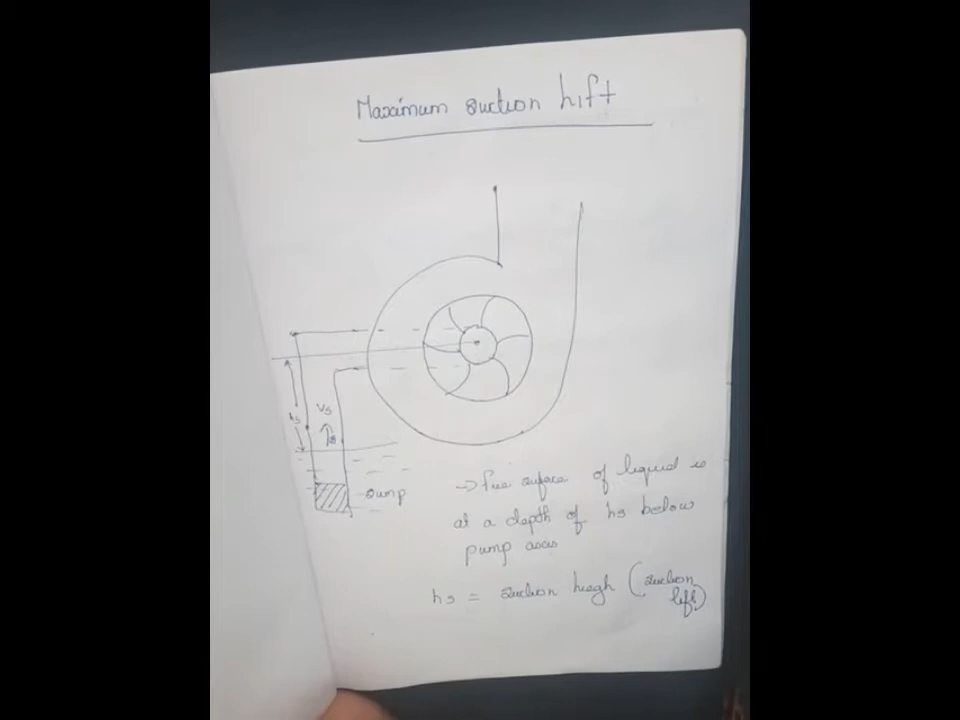 Maximum suction lift
Vs
hs
sump
→ free surface of liquid is
at a depth of hs below
pump axis
hs = suction heigh (suction
lift)